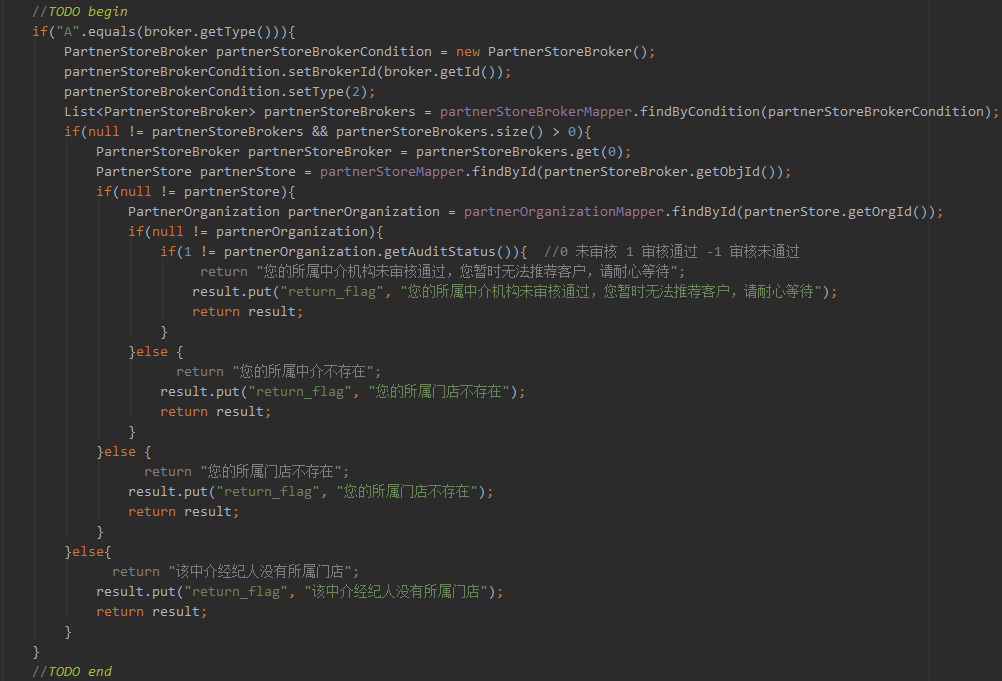 //TODO begin
if("A".equals(broker.getType())){
PartnerStoreBroker partnerStoreBrokerCondition = new PartnerStoreBroker();
partnerStoreBrokerCondition.setBrokerId(broker.getId());
partnerStoreBrokerCondition.setType(2);
List<PartnerStoreBroker> partnerStoreBrokers = partnerStoreBrokerMapper.findByCondition(partnerStoreBrokerCondition);
if(null != partnerStoreBrokers && partnerStoreBrokers.size() > 0){
PartnerStoreBroker partnerStoreBroker = partnerStoreBrokers.get(0);
PartnerStore partnerStore = partnerStoreMapper.findById(partnerStoreBroker.getObjId());
if(null != partnerStore){
PartnerOrganization partnerOrganization = partnerOrganizationMapper.findById(partnerStore.getOrgId());
if(null != partnerOrganization){
if(1 != partnerOrganization.getAuditStatus()){  //0 未审核 1 审核通过 -1 审核未通过
return "您的所属中介机构未审核通过，您暂时无法推荐客户，请耐心等待";
result.put("return_flag", "您的所属中介机构未审核通过，您暂时无法推荐客户，请耐心等待");
return result;
}
}else {
return "您的所属中介不存在";
result.put("return_flag", "您的所属门店不存在");
return result;
}
}else {
return "您的所属门店不存在";
result.put("return_flag", "您的所属门店不存在");
return result;
}
}else{
return "该中介经纪人没有所属门店";
result.put("return_flag", "该中介经纪人没有所属门店");
return result;
}
}
//TODO end